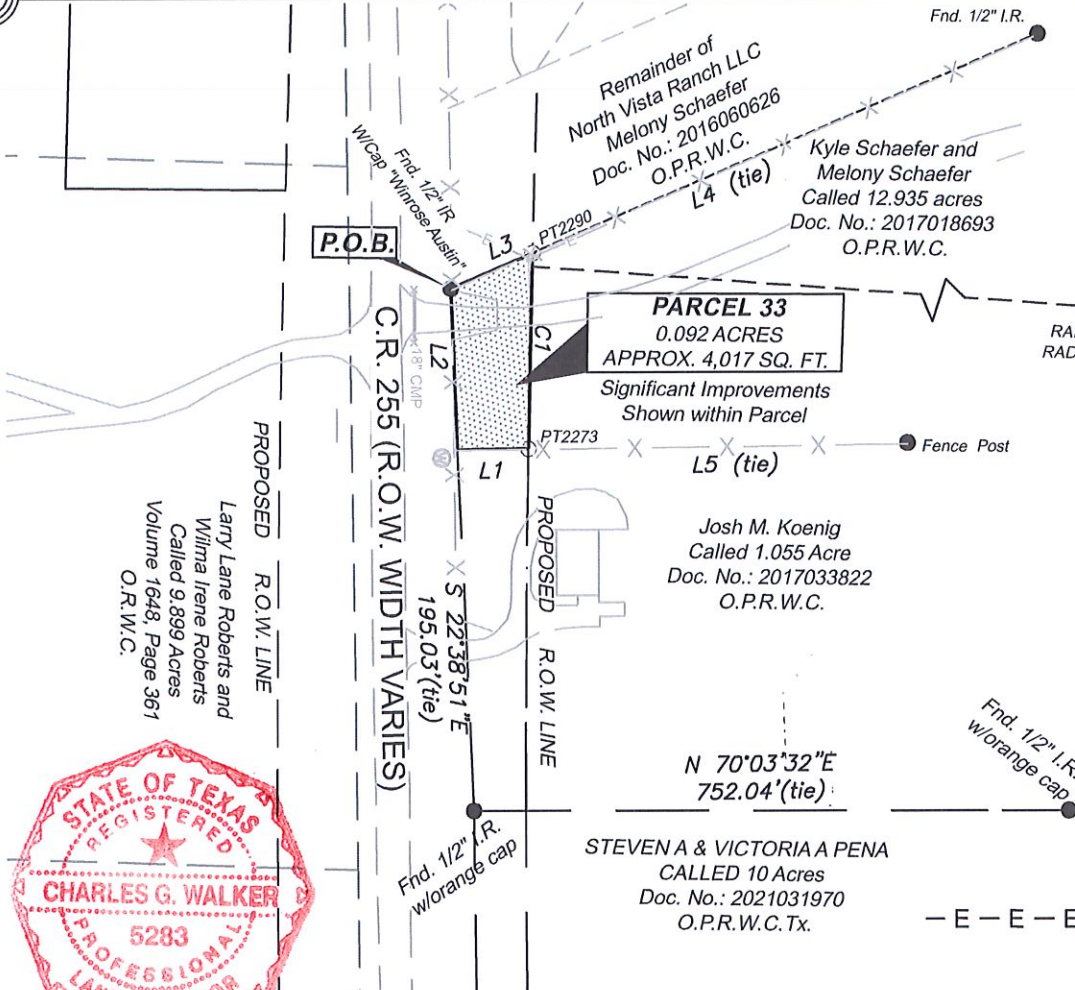 Fnd. 1/2" I.R.
Remainder of
North Vista Ranch LLC
Melony Schaefer
Doc. No.: 2016060626
O.P.R.W.C.
L4 (tie)
Kyle Schaefer and
Melony Schaefer
Called 12.935 acres
Doc. No.: 2017018693
O.P.R.W.C.
Fnd. 1/2" IR
W/Cap "Winrose Austin"
P.O.B.
L3
PT2290
E
E
PARCEL 33
0.092 ACRES
APPROX. 4,017 SQ. FT.
Significant Improvements
Shown within Parcel
C1
L2
18" CMP
C.R. 255 (R.O.W. WIDTH VARIES)
PT2273
L1
W
L5 (tie)
Fence Post
PROPOSED R.O.W. LINE
Larry Lane Roberts and
Wilma Irene Roberts
Called 9.899 Acres
Volume 1648, Page 361
O.R.W.C.
PROPOSED R.O.W. LINE
Josh M. Koenig
Called 1.055 Acre
Doc. No.: 2017033822
O.P.R.W.C.
S 22°38'51"E
195.03'(tie)
N 70°03'32"E
752.04'(tie)
Fnd. 1/2" I.R.
w/orange cap
Fnd. 1/2" I.R.
w/orange cap
STEVEN A & VICTORIA A PENA
CALLED 10 Acres
Doc. No.: 2021031970
O.P.R.W.C.Tx.
— E — E — E
STATE OF TEXAS
REGISTERED
CHARLES G. WALKER
5283
PROFESSIONAL